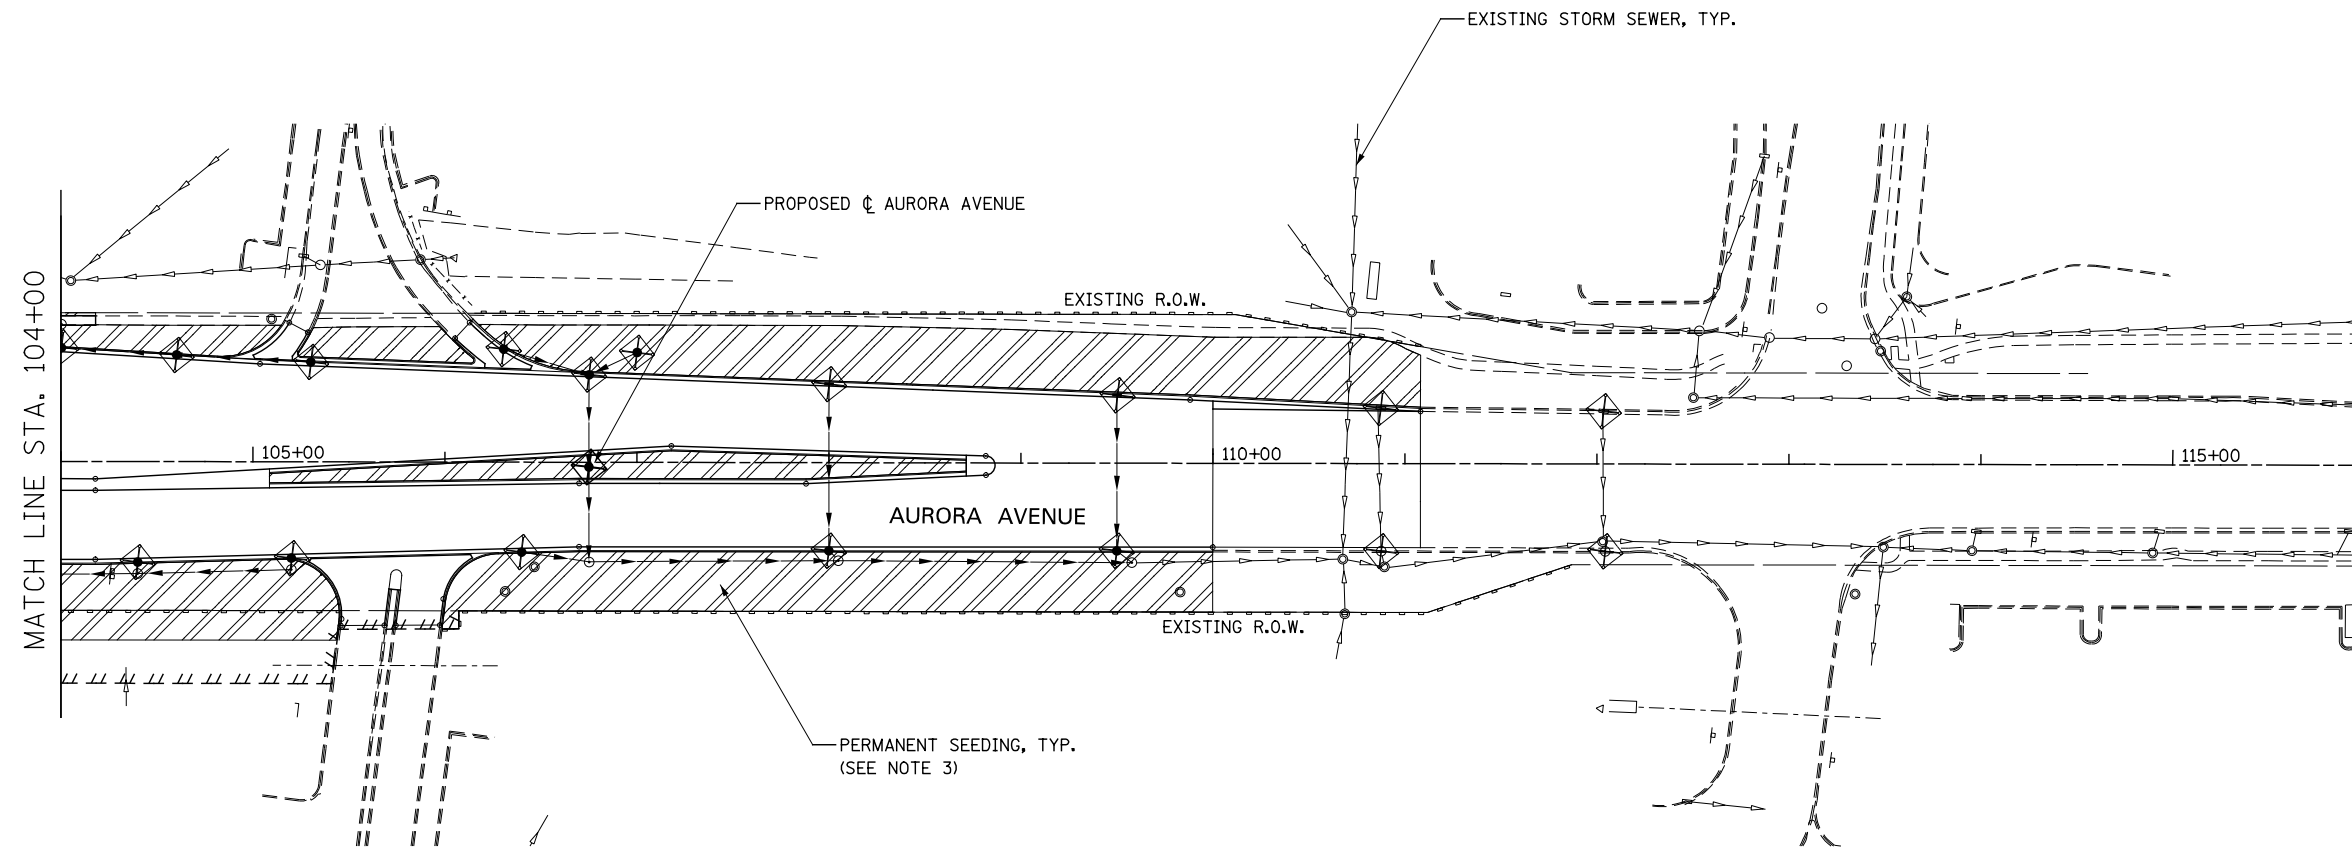 EXISTING STORM SEWER, TYP.
PROPOSED ℄ AURORA AVENUE
MATCH LINE STA. 104+00
EXISTING R.O.W.
105+00
110+00
115+00
AURORA AVENUE
EXISTING R.O.W.
PERMANENT SEEDING, TYP.
(SEE NOTE 3)